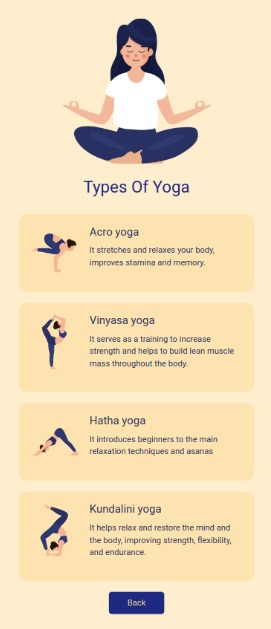 Types Of Yoga
Acro yoga
It stretches and relaxes your body,
improves stamina and memory.
Vinyasa yoga
It serves as a training to increase
strength and helps to build lean muscle
mass throughout the body.
Hatha yoga
It introduces beginners to the main
relaxation techniques and asanas
Kundalini yoga
It helps relax and restore the mind and
the body, improving strength, flexibility,
and endurance.
Back